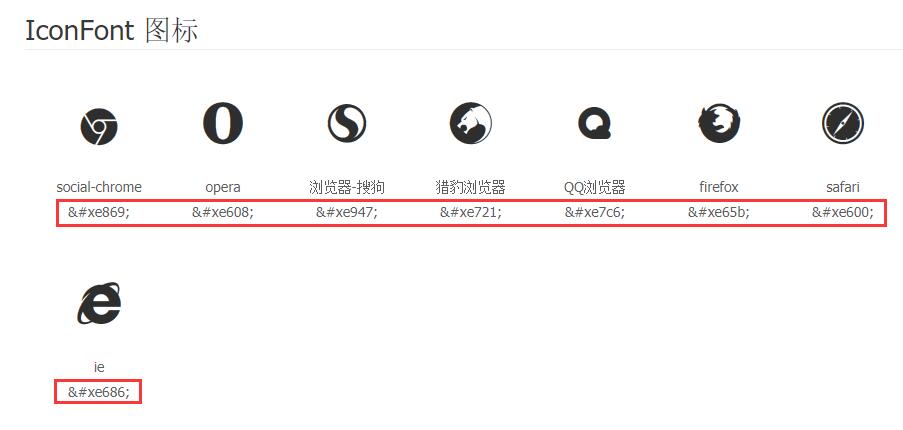 IconFont 图标
social-chrome opera 浏览器-搜狗 猎豹浏览器 QQ浏览器 firefox safari
&#xe869; &#xe608; &#xe947; &#xe721; &#xe7c6; &#xe65b; &#xe600;
ie
&#xe686;